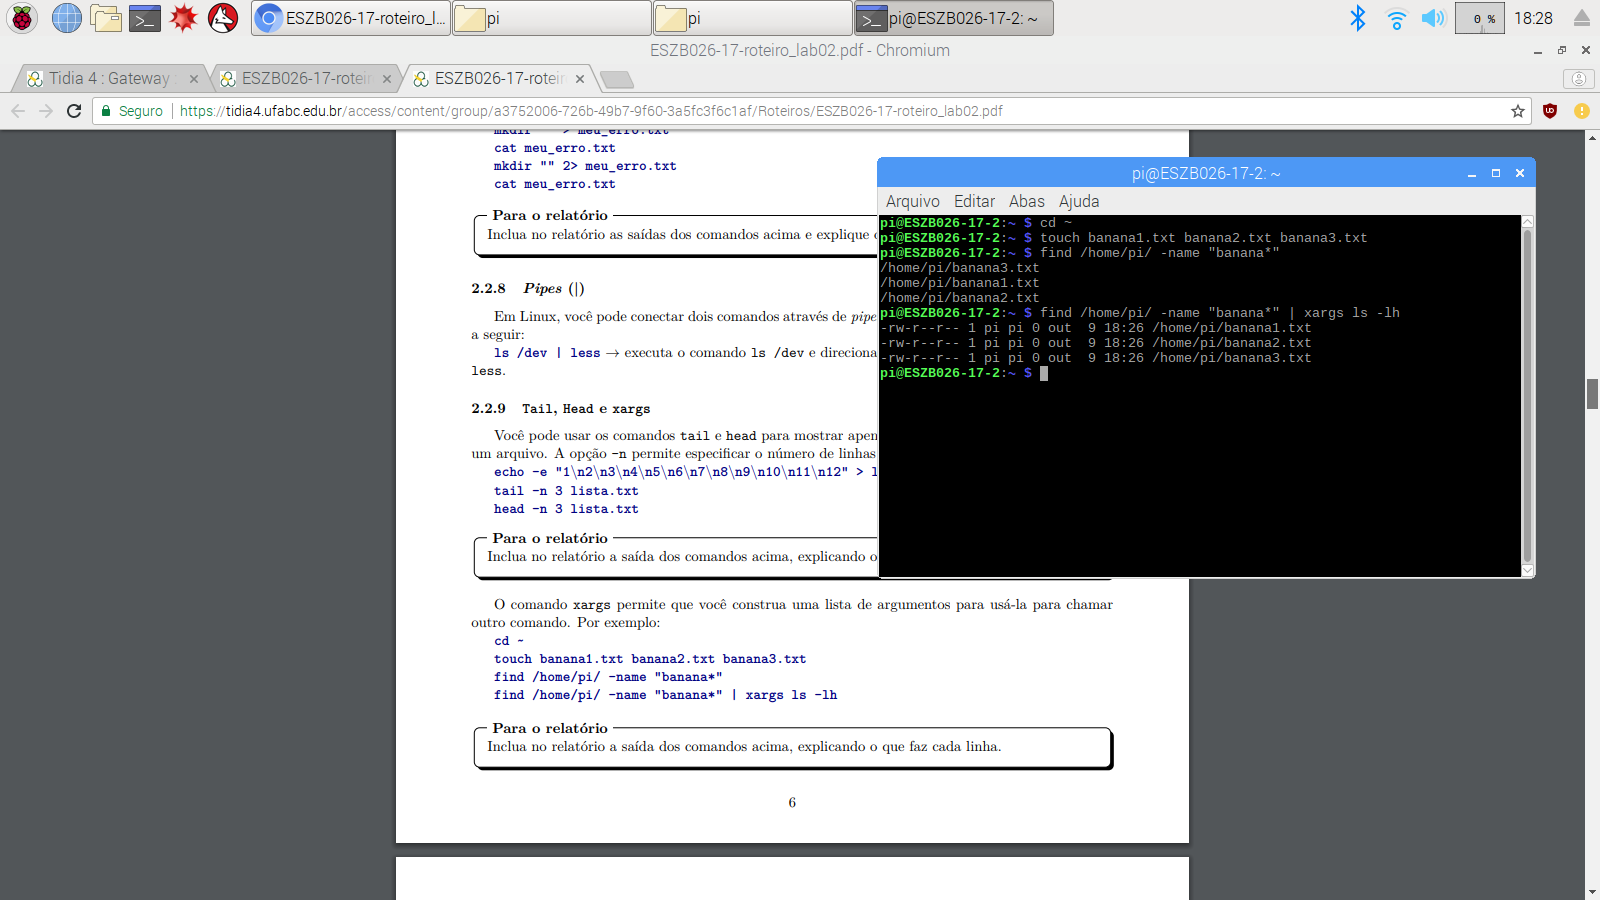 ESZB026-17-roteiro_l...
pi
pi
pi@ESZB026-17-2: ~
0 %
18:28
ESZB026-17-roteiro_lab02.pdf - Chromium
Tidia 4 : Gateway
ESZB026-17-roteir
ESZB026-17-roteir
Seguro
https://tidia4.ufabc.edu.br/access/content/group/a3752006-726b-49b7-9f60-3a5fc3f6c1af/Roteiros/ESZB026-17-roteiro_lab02.pdf
mkdir "" > meu_erro.txt
cat meu_erro.txt
mkdir "" 2> meu_erro.txt
cat meu_erro.txt
Para o relatório
Inclua no relatório as saídas dos comandos acima e explique
2.2.8 Pipes (|)
Em Linux, você pode conectar dois comandos através de pipe
a seguir:
ls /dev | less → executa o comando ls /dev e direciona
less.
2.2.9 Tail, Head e xargs
Você pode usar os comandos tail e head para mostrar apen
um arquivo. A opção -n permite especificar o número de linhas
echo -e "1\n2\n3\n4\n5\n6\n7\n8\n9\n10\n11\n12" > l
tail -n 3 lista.txt
head -n 3 lista.txt
Para o relatório
Inclua no relatório a saída dos comandos acima, explicando o
O comando xargs permite que você construa uma lista de argumentos para usá-la para chamar
outro comando. Por exemplo:
cd ~
touch banana1.txt banana2.txt banana3.txt
find /home/pi/ -name "banana*"
find /home/pi/ -name "banana*" | xargs ls -lh
Para o relatório
Inclua no relatório a saída dos comandos acima, explicando o que faz cada linha.
6
pi@ESZB026-17-2: ~
Arquivo Editar Abas Ajuda
pi@ESZB026-17-2:~ $ cd ~
pi@ESZB026-17-2:~ $ touch banana1.txt banana2.txt banana3.txt
pi@ESZB026-17-2:~ $ find /home/pi/ -name "banana*"
/home/pi/banana3.txt
/home/pi/banana1.txt
/home/pi/banana2.txt
pi@ESZB026-17-2:~ $ find /home/pi/ -name "banana*" | xargs ls -lh
-rw-r--r-- 1 pi pi 0 out  9 18:26 /home/pi/banana1.txt
-rw-r--r-- 1 pi pi 0 out  9 18:26 /home/pi/banana2.txt
-rw-r--r-- 1 pi pi 0 out  9 18:26 /home/pi/banana3.txt
pi@ESZB026-17-2:~ $